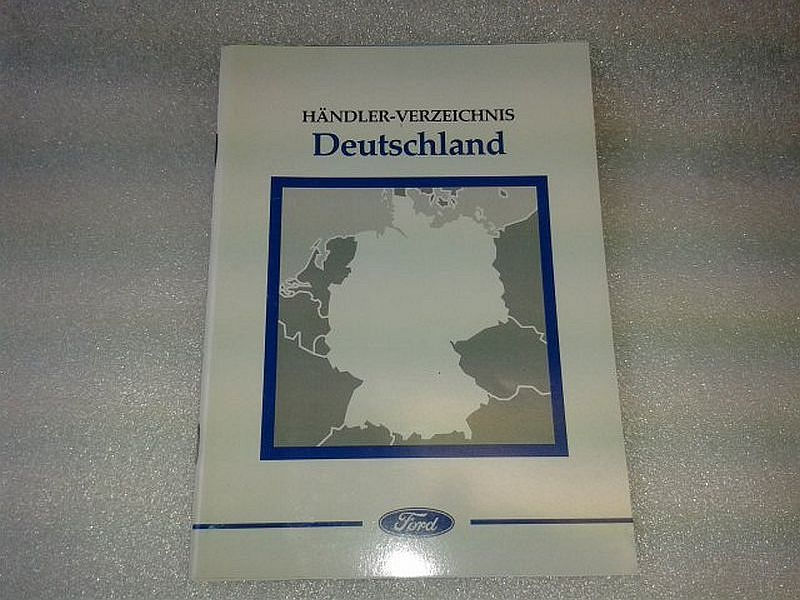 HÄNDLER-VERZEICHNIS
Deutschland
Ford